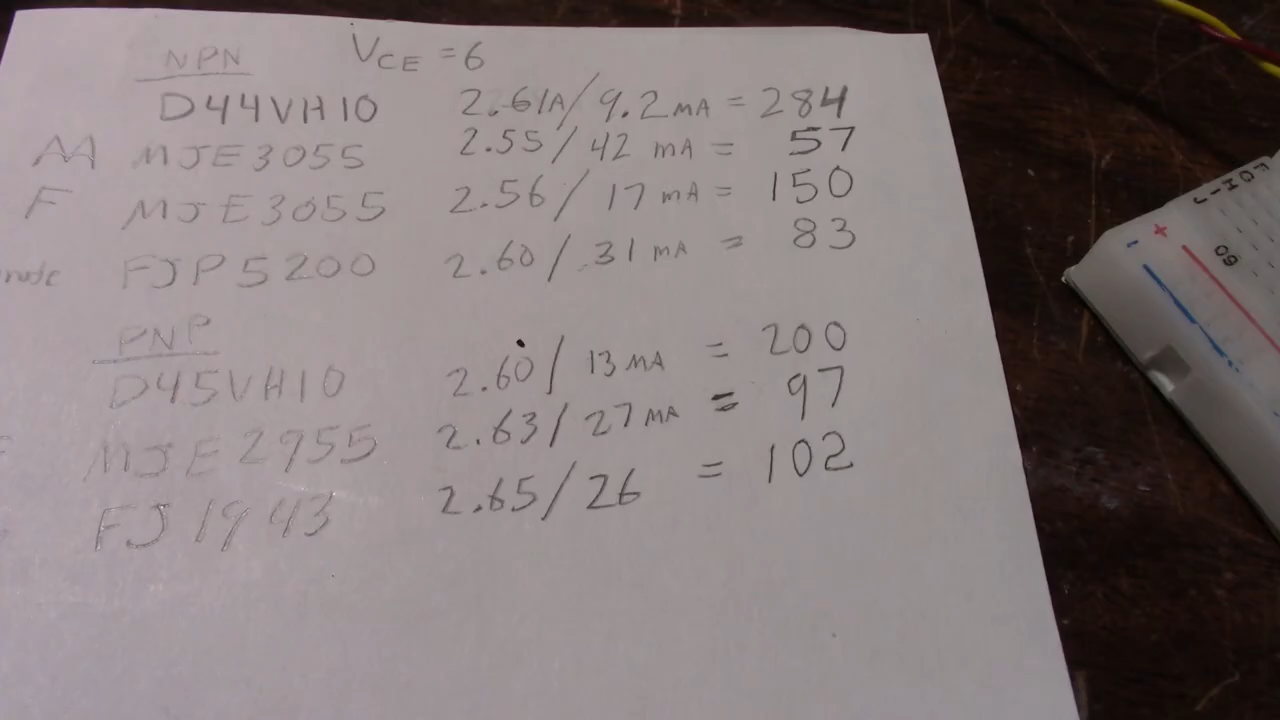 NPN VCE = 6
D44VH10 2.61A/9.2 MA = 284
AA MJE3055 2.55/42 MA = 57
F MJE3055 2.56/17 MA = 150
FJP5200 2.60/.31 MA = 83
PNP
D45VH10 2.60/13 MA = 200
MJE2955 2.63/27 MA = 97
FJ1943 2.65/26 = 102
+
-
60
F
G
H
I
J